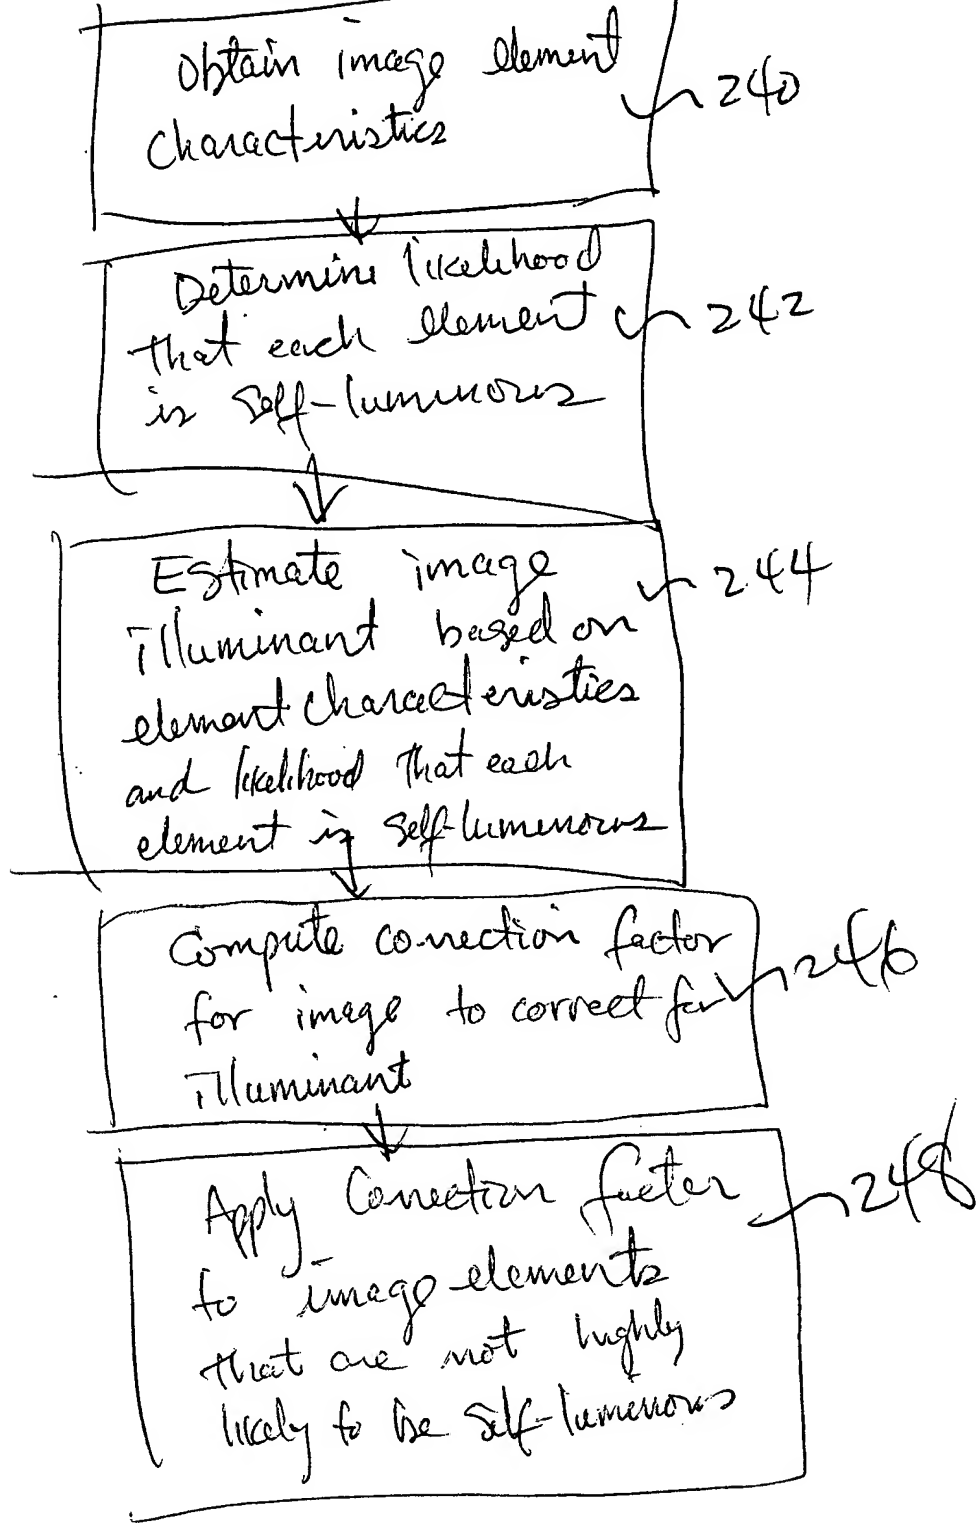 Obtain image element
characteristics
240
Determine likelihood
that each element
is self-luminous
242
Estimate image
illuminant based on
element characteristics
and likelihood that each
element is self-luminous
244
Compute correction factor
for image to correct for
illuminant
246
Apply Correction factor
to image elements
that are not highly
likely to be self-luminous
248